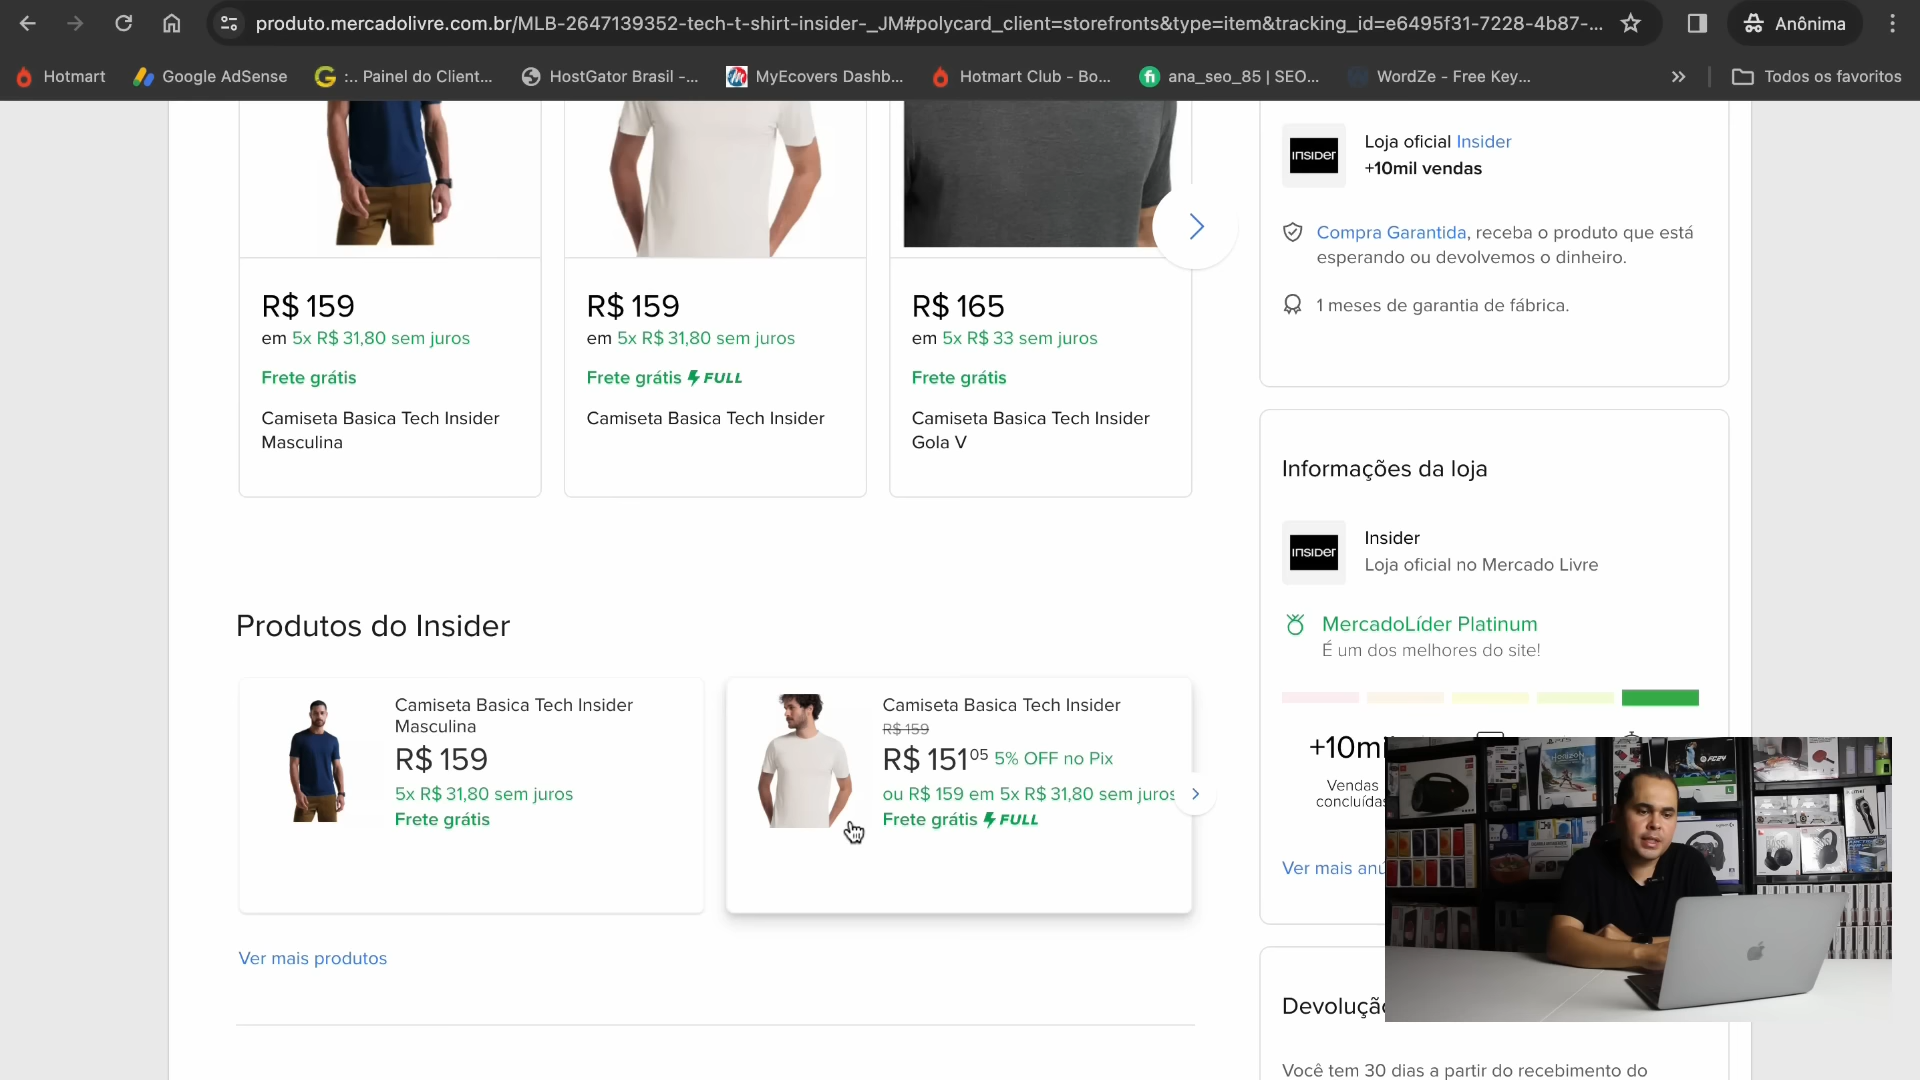 produto.mercadolivre.com.br/MLB-2647139352-tech-t-shirt-insider-_JM#polycard_client=storefronts&type=item&tracking_id=e6495f31-7228-4b87-...
Anônima
Hotmart
Google AdSense
:.. Painel do Client...
HostGator Brasil -...
MyEcovers Dashb...
Hotmart Club - Bo...
ana_seo_85 | SEO...
WordZe - Free Key...
Todos os favoritos
R$ 159
em 5x R$ 31,80 sem juros
Frete grátis
Camiseta Basica Tech Insider
Masculina
R$ 159
em 5x R$ 31,80 sem juros
Frete grátis FULL
Camiseta Basica Tech Insider
R$ 165
em 5x R$ 33 sem juros
Frete grátis
Camiseta Basica Tech Insider
Gola V
Produtos do Insider
Camiseta Basica Tech Insider
Masculina
R$ 159
5x R$ 31,80 sem juros
Frete grátis
Camiseta Basica Tech Insider
R$ 159
R$ 151 05 5% OFF no Pix
ou R$ 159 em 5x R$ 31,80 sem juros
Frete grátis FULL
Ver mais produtos
INSIDER
Loja oficial Insider
+10mil vendas
Compra Garantida, receba o produto que está
esperando ou devolvemos o dinheiro.
1 meses de garantia de fábrica.
Informações da loja
INSIDER
Insider
Loja oficial no Mercado Livre
MercadoLíder Platinum
É um dos melhores do site!
+10mi
Vendas
concluídas
Ver mais anú
Devoluçã
Você tem 30 dias a partir do recebimento do
FC24